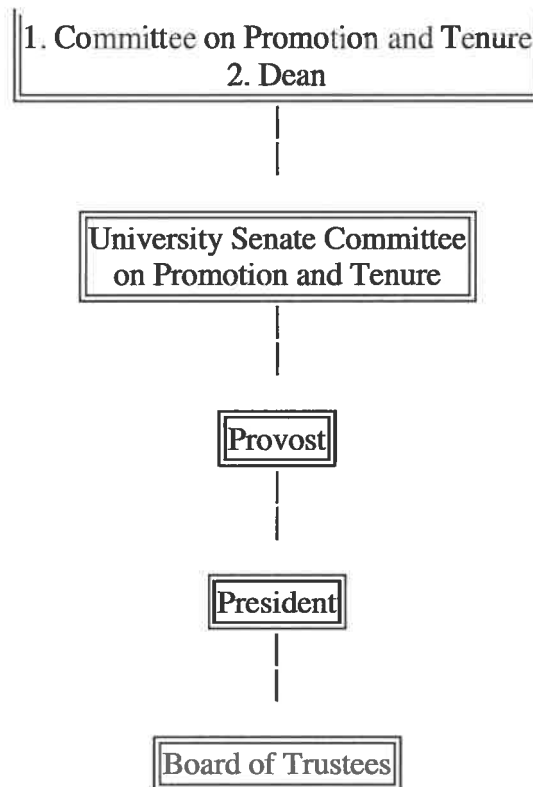 1. Committee on Promotion and Tenure
2. Dean
University Senate Committee
on Promotion and Tenure
Provost
President
Board of Trustees